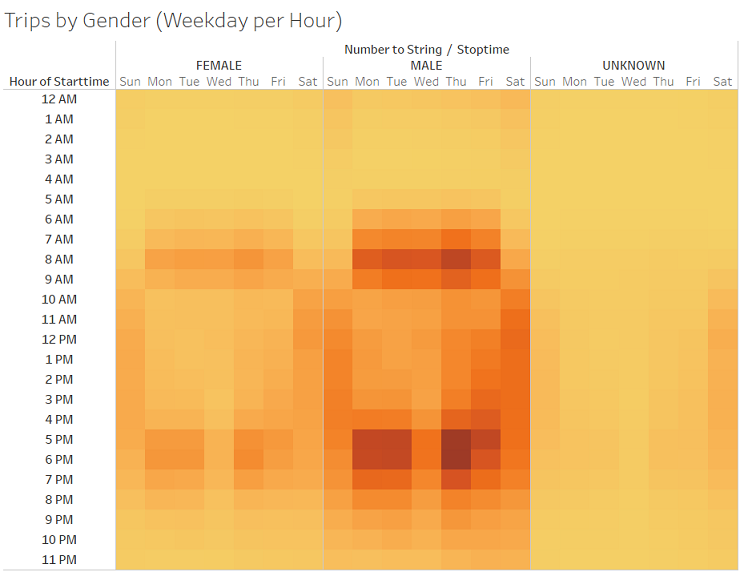 Trips by Gender (Weekday per Hour)
Number to String / Stoptime
FEMALE MALE UNKNOWN
Hour of Starttime Sun Mon Tue Wed Thu Fri Sat Sun Mon Tue Wed Thu Fri Sat Sun Mon Tue Wed Thu Fri Sat
12 AM
1 AM
2 AM
3 AM
4 AM
5 AM
6 AM
7 AM
8 AM
9 AM
10 AM
11 AM
12 PM
1 PM
2 PM
3 PM
4 PM
5 PM
6 PM
7 PM
8 PM
9 PM
10 PM
11 PM